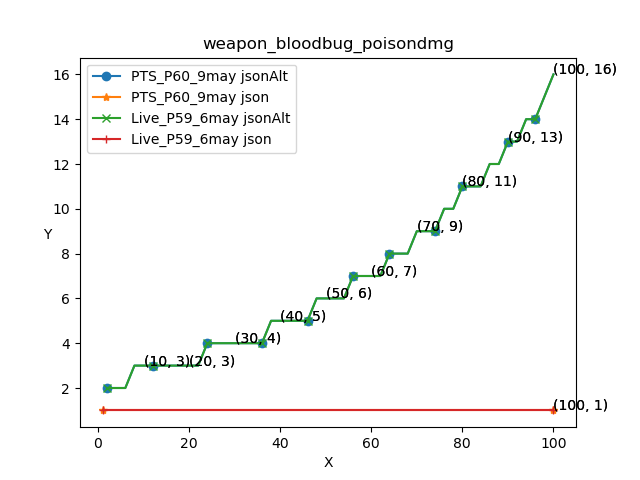 weapon_bloodbug_poisondmg
PTS_P60_9may jsonAlt
PTS_P60_9may json
Live_P59_6may jsonAlt
Live_P59_6may json
(100, 16)
(90, 13)
(80, 11)
(70, 9)
(60, 7)
(50, 6)
(40, 5)
(30, 4)
(10, 3)(20, 3)
(100, 1)
Y
16
14
12
10
8
6
4
2
0 20 40 60 80 100
X